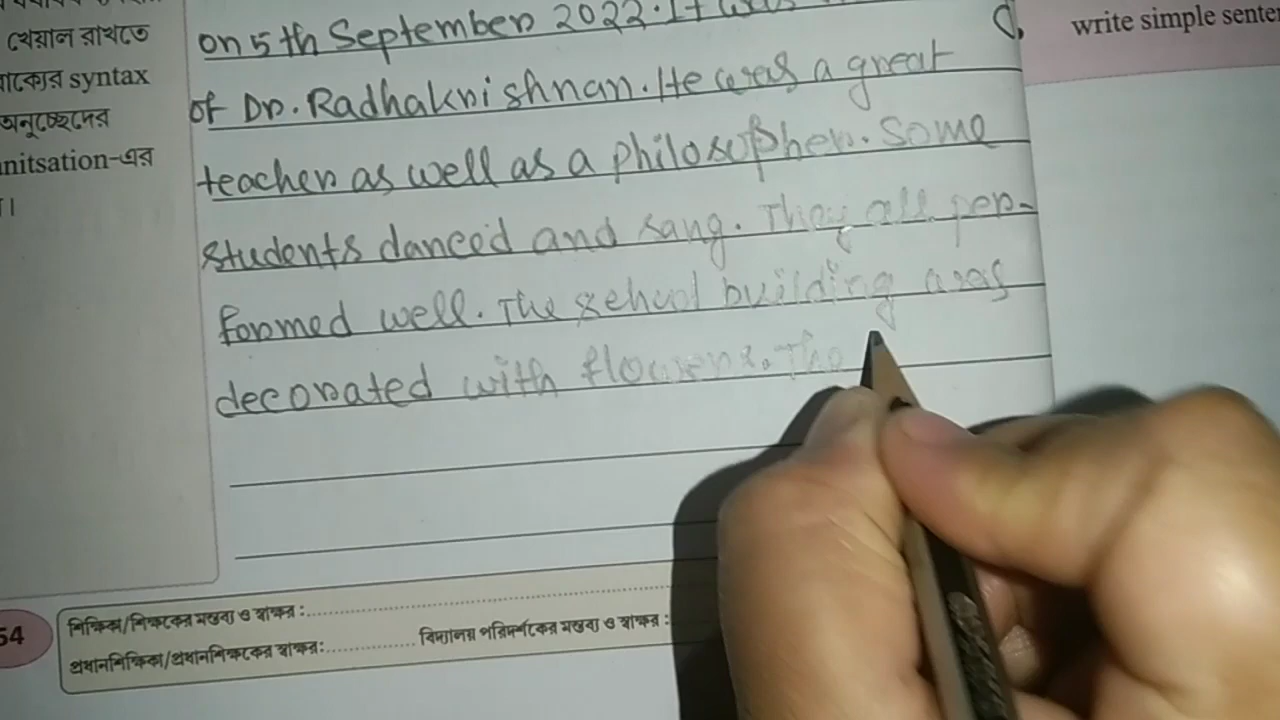 খেয়াল রাখতে
বাক্যের syntax
অনুচ্ছেদের
nitsation-এর
on 5th September 2022. It was
of Dr. Radhakrishnan. He was a great
teacher as well as a philosopher. Some
students danced and sang. They all per-
formed well. The school building was
decorated with flowers. The
write simple
54
শিক্ষিকা/শিক্ষকের মন্তব্য ও স্বাক্ষর :
প্রধানশিক্ষিকা/প্রধানশিক্ষকের স্বাক্ষর: বিদ্যালয় পরিদর্শকের মন্তব্য ও স্বাক্ষর :